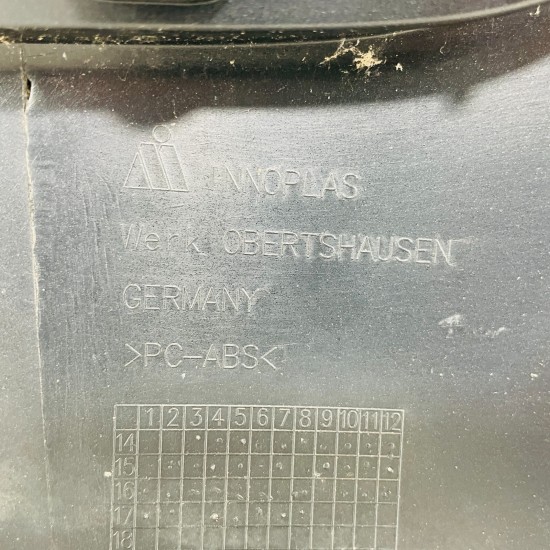 INNOPLAS
Werk OBERTSHAUSEN
GERMANY
>PC-ABS<
1 2 3 4 5 6 7 8 9 10 11 12
14
15
16
17
18